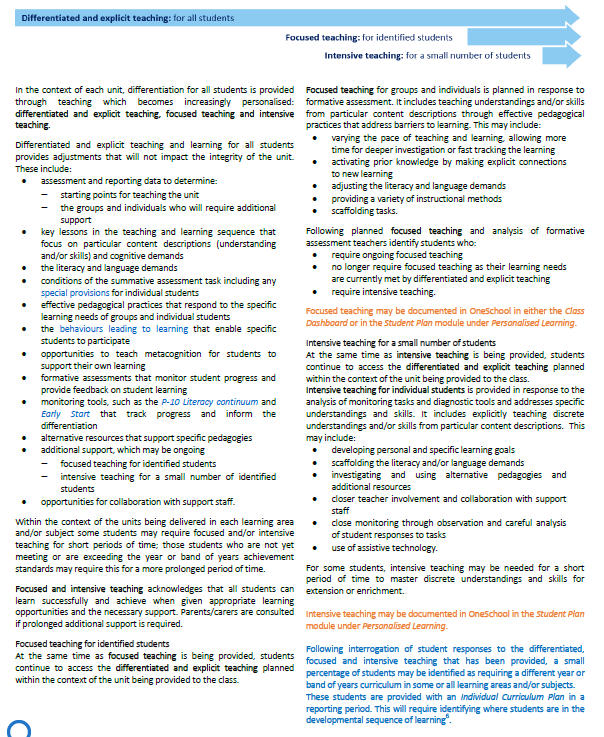 Differentiated and explicit teaching: for all students
Focused teaching: for identified students
Intensive teaching: for a small number of students
In the context of each unit, differentiation for all students is provided
through teaching which becomes increasingly personalised:
differentiated and explicit teaching, focused teaching and intensive
teaching.
Differentiated and explicit teaching and learning for all students
provides adjustments that will not impact the integrity of the unit.
These include:
• assessment and reporting data to determine:
– starting points for teaching the unit
– the groups and individuals who will require additional
support
• key lessons in the teaching and learning sequence that
focus on particular content descriptions (understanding
and/or skills) and cognitive demands
• the literacy and language demands
• conditions of the summative assessment task including any
special provisions for individual students
• effective pedagogical practices that respond to the specific
learning needs of groups and individual students
• the behaviours leading to learning that enable specific
students to participate
• opportunities to teach metacognition for students to
support their own learning
• formative assessments that monitor student progress and
provide feedback on student learning
• monitoring tools, such as the P-10 Literacy continuum and
Early Start that track progress and inform the
differentiation
• alternative resources that support specific pedagogies
• additional support, which may be ongoing
– focused teaching for identified students
– intensive teaching for a small number of identified
students
• opportunities for collaboration with support staff.
Within the context of the units being delivered in each learning area
and/or subject some students may require focused and/or intensive
teaching for short periods of time; those students who are not yet
meeting or are exceeding the year or band of years achievement
standards may require this for a more prolonged period of time.
Focused and intensive teaching acknowledges that all students can
learn successfully and achieve when given appropriate learning
opportunities and the necessary support. Parents/carers are consulted
if prolonged additional support is required.
Focused teaching for identified students
At the same time as focused teaching is being provided, students
continue to access the differentiated and explicit teaching planned
within the context of the unit being provided to the class.
Focused teaching for groups and individuals is planned in response to
formative assessment. It includes teaching understandings and/or skills
from particular content descriptions through effective pedagogical
practices that address barriers to learning. This may include:
• varying the pace of teaching and learning, allowing more
time for deeper investigation or fast tracking the learning
• activating prior knowledge by making explicit connections
to new learning
• adjusting the literacy and language demands
• providing a variety of instructional methods
• scaffolding tasks.
Following planned focused teaching and analysis of formative
assessment teachers identify students who:
• require ongoing focused teaching
• no longer require focused teaching as their learning needs
are currently met by differentiated and explicit teaching
• require intensive teaching.
Focused teaching may be documented in OneSchool in either the Class
Dashboard or in the Student Plan module under Personalised Learning.
Intensive teaching for a small number of students
At the same time as intensive teaching is being provided, students
continue to access the differentiated and explicit teaching planned
within the context of the unit being provided to the class.
Intensive teaching for individual students is provided in response to the
analysis of monitoring tasks and diagnostic tools and addresses specific
understandings and skills. It includes explicitly teaching discrete
understandings and/or skills from particular content descriptions. This
may include:
• developing personal and specific learning goals
• scaffolding the literacy and/or language demands
• investigating and using alternative pedagogies and
additional resources
• closer teacher involvement and collaboration with support
staff
• close monitoring through observation and careful analysis
of student responses to tasks
• use of assistive technology.
For some students, intensive teaching may be needed for a short
period of time to master discrete understandings and skills for
extension or enrichment.
Intensive teaching may be documented in OneSchool in the Student Plan
module under Personalised Learning.
Following interrogation of student responses to the differentiated,
focused and intensive teaching that has been provided, a small
percentage of students may be identified as requiring a different year or
band of years curriculum in some or all learning areas and/or subjects.
These students are provided with an Individual Curriculum Plan in a
reporting period. This will require identifying where students are in the
developmental sequence of learning⁶.